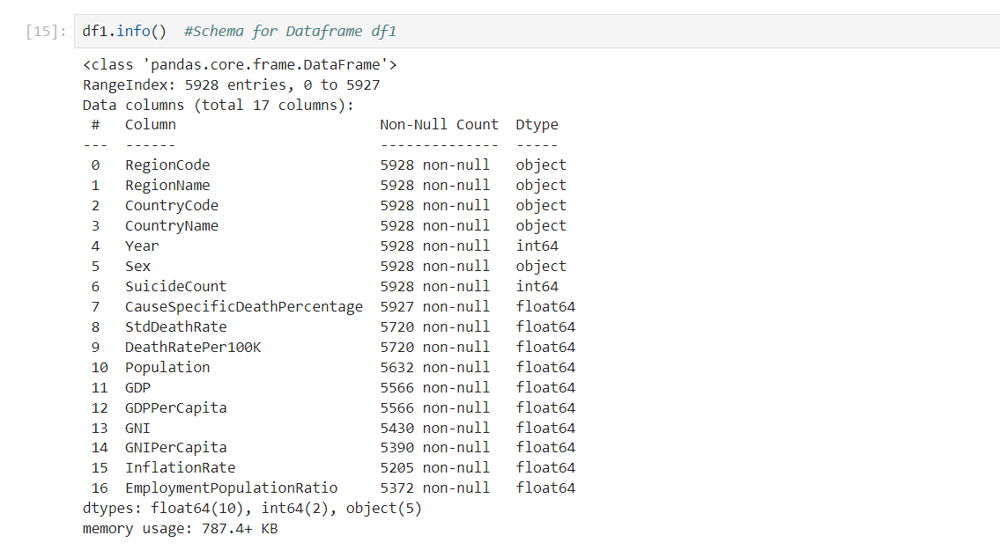 [15]: df1.info()  #Schema for Dataframe df1
<class 'pandas.core.frame.DataFrame'>
RangeIndex: 5928 entries, 0 to 5927
Data columns (total 17 columns):
 #   Column                      Non-Null Count  Dtype
---  ------                      --------------  -----
 0   RegionCode                  5928 non-null   object
 1   RegionName                  5928 non-null   object
 2   CountryCode                 5928 non-null   object
 3   CountryName                 5928 non-null   object
 4   Year                        5928 non-null   int64
 5   Sex                         5928 non-null   object
 6   SuicideCount                5928 non-null   int64
 7   CauseSpecificDeathPercentage  5927 non-null   float64
 8   StdDeathRate                5720 non-null   float64
 9   DeathRatePer100K            5720 non-null   float64
 10  Population                  5632 non-null   float64
 11  GDP                         5566 non-null   float64
 12  GDPPerCapita                5566 non-null   float64
 13  GNI                         5430 non-null   float64
 14  GNIPerCapita                5390 non-null   float64
 15  InflationRate               5205 non-null   float64
 16  EmploymentPopulationRatio   5372 non-null   float64
dtypes: float64(10), int64(2), object(5)
memory usage: 787.4+ KB